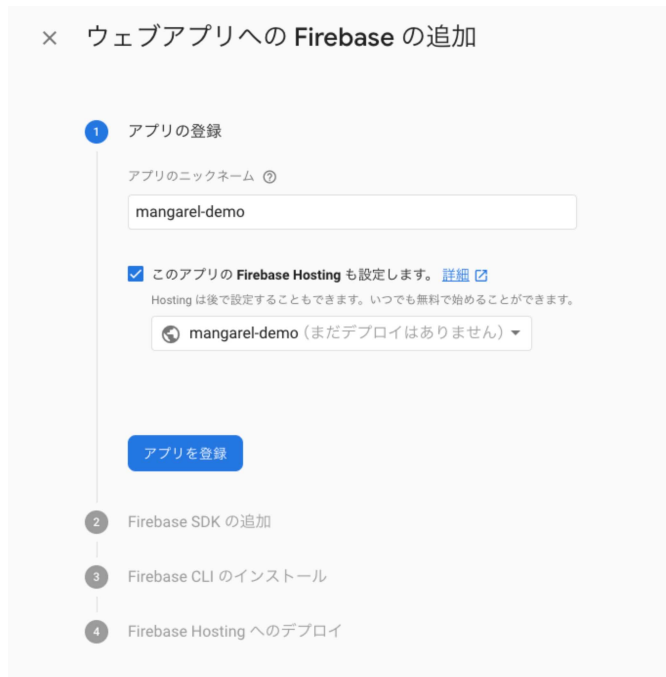 ウェブアプリへの Firebase の追加
1
アプリの登録
アプリのニックネーム
mangarel-demo
このアプリの Firebase Hosting も設定します。 詳細
Hosting は後で設定することもできます。いつでも無料で始めることができます。
mangarel-demo (まだデプロイはありません)
アプリを登録
2 Firebase SDK の追加
3 Firebase CLI のインストール
4 Firebase Hosting へのデプロイ